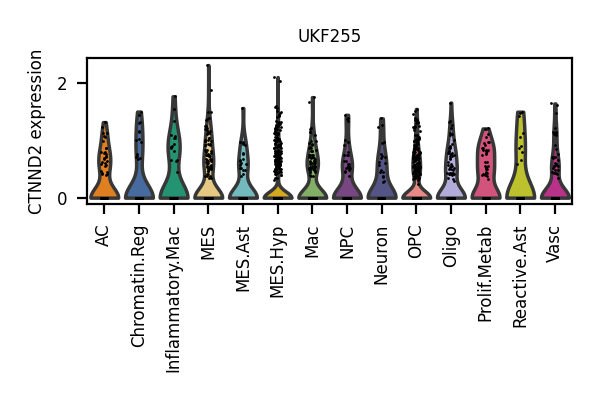 UKF255
CTNND2 expression
2
0
AC
Chromatin.Reg
Inflammatory.Mac
MES
MES.Ast
MES.Hyp
Mac
NPC
Neuron
OPC
Oligo
Prolif.Metab
Reactive.Ast
Vasc